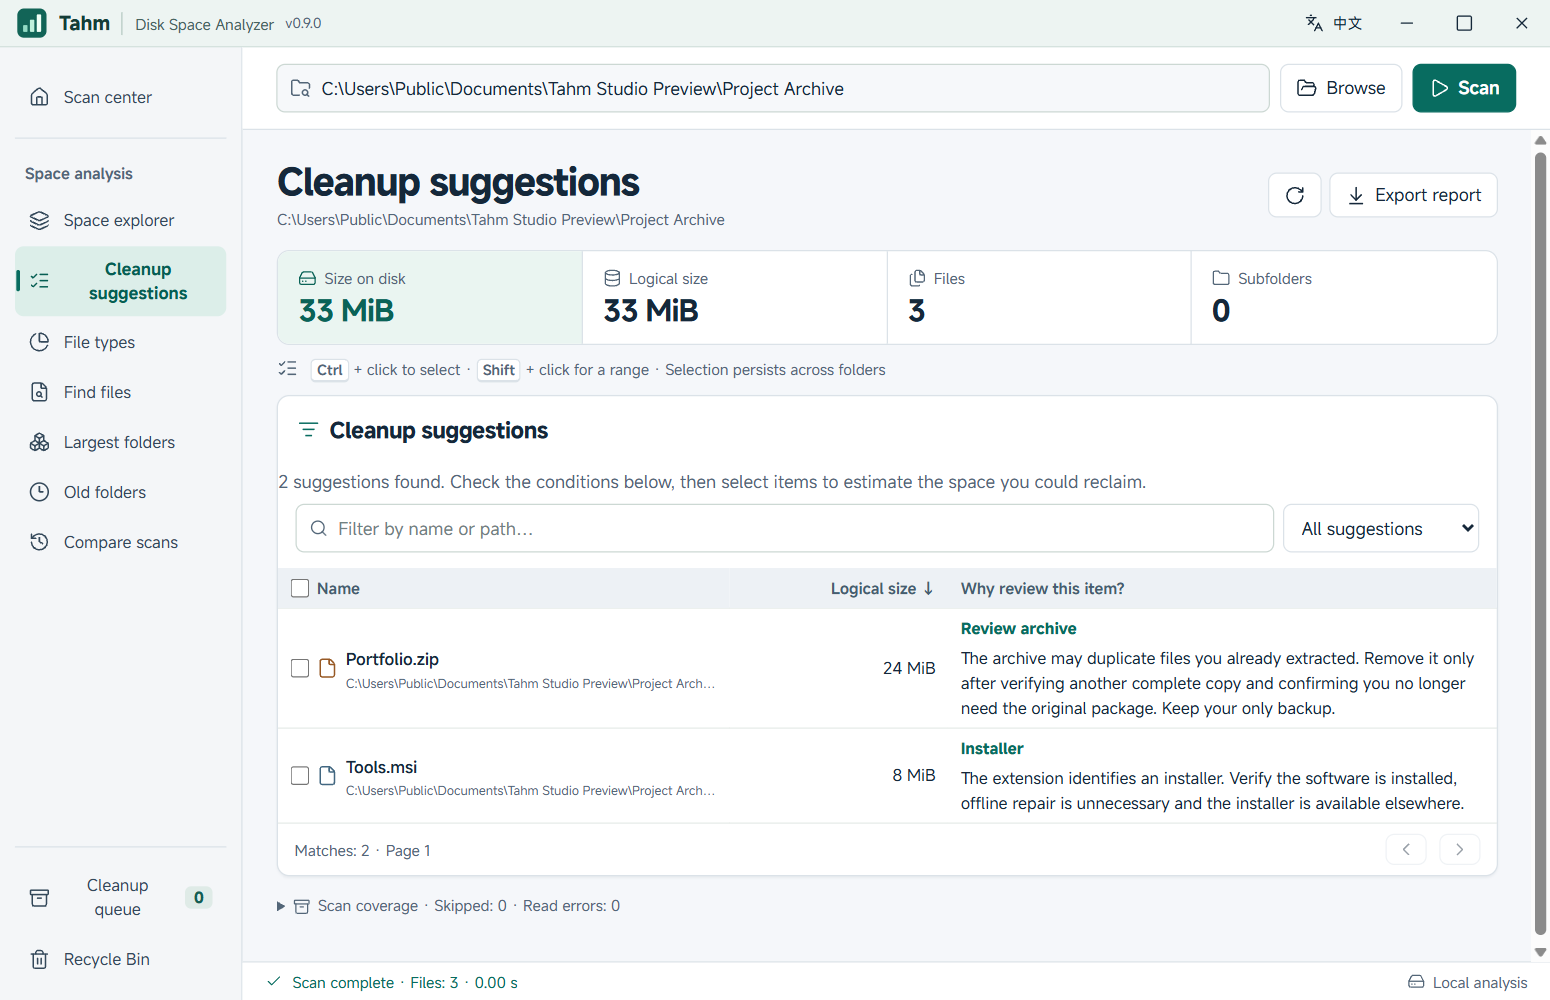 Tahm
Disk Space Analyzer v0.9.0
中文
Scan center
Space analysis
Space explorer
Cleanup
suggestions
File types
Find files
Largest folders
Old folders
Compare scans
Cleanup
queue
0
Recycle Bin
C:\Users\Public\Documents\Tahm Studio Preview\Project Archive
Browse
Scan
Cleanup suggestions
C:\Users\Public\Documents\Tahm Studio Preview\Project Archive
Export report
Size on disk
33 MiB
Logical size
33 MiB
Files
3
Subfolders
0
Ctrl + click to select · Shift + click for a range · Selection persists across folders
Cleanup suggestions
2 suggestions found. Check the conditions below, then select items to estimate the space you could reclaim.
Filter by name or path...
All suggestions
Name
Logical size ↓
Why review this item?
Portfolio.zip
C:\Users\Public\Documents\Tahm Studio Preview\Project Arch...
24 MiB
Review archive
The archive may duplicate files you already extracted. Remove it only
after verifying another complete copy and confirming you no longer
need the original package. Keep your only backup.
Tools.msi
C:\Users\Public\Documents\Tahm Studio Preview\Project Arch...
8 MiB
Installer
The extension identifies an installer. Verify the software is installed,
offline repair is unnecessary and the installer is available elsewhere.
Matches: 2 · Page 1
Scan coverage · Skipped: 0 · Read errors: 0
Scan complete · Files: 3 · 0.00 s
Local analysis